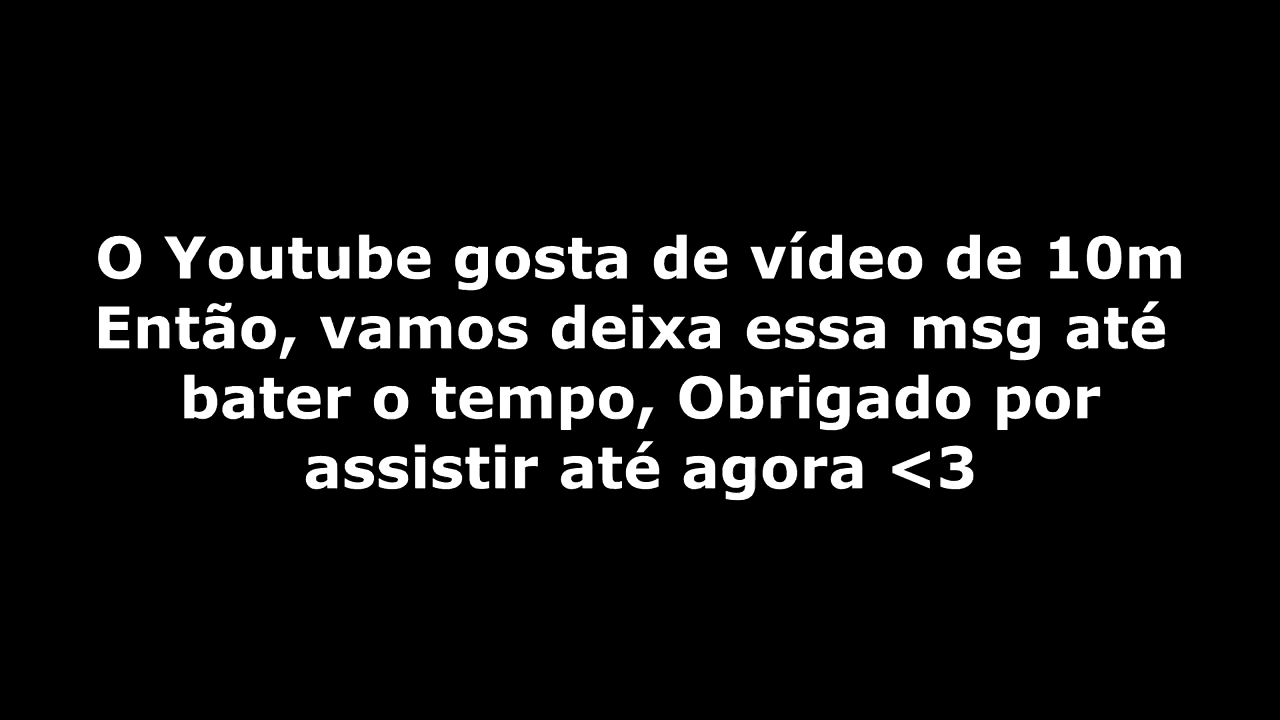 O Youtube gosta de vídeo de 10m
Então, vamos deixa essa msg até
bater o tempo, Obrigado por
assistir até agora <3